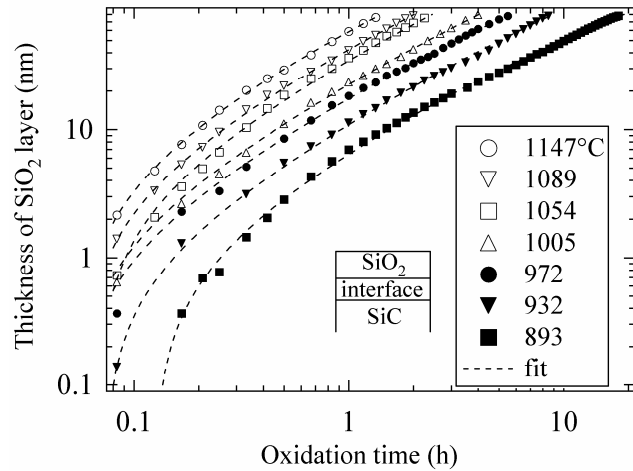 Thickness of SiO2 layer (nm)
10
1
0.1
0.1
1
10
Oxidation time (h)
SiO2
interface
SiC
1147°C
1089
1054
1005
972
932
893
fit